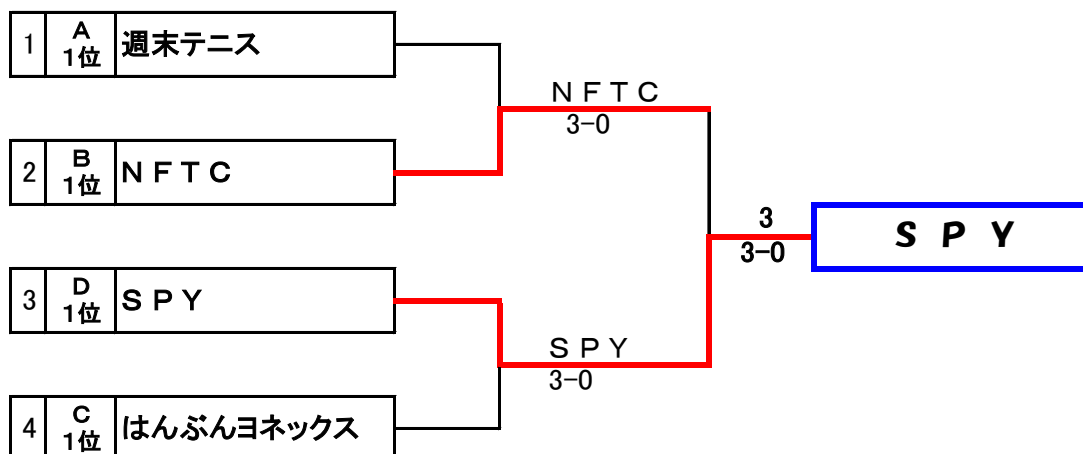 1 A 1位 週末テニス
NFTC
3-0
2 B 1位 NFTC
3
3-0
SPY
3 D 1位 SPY
SPY
3-0
4 C 1位 はんぶんヨネックス